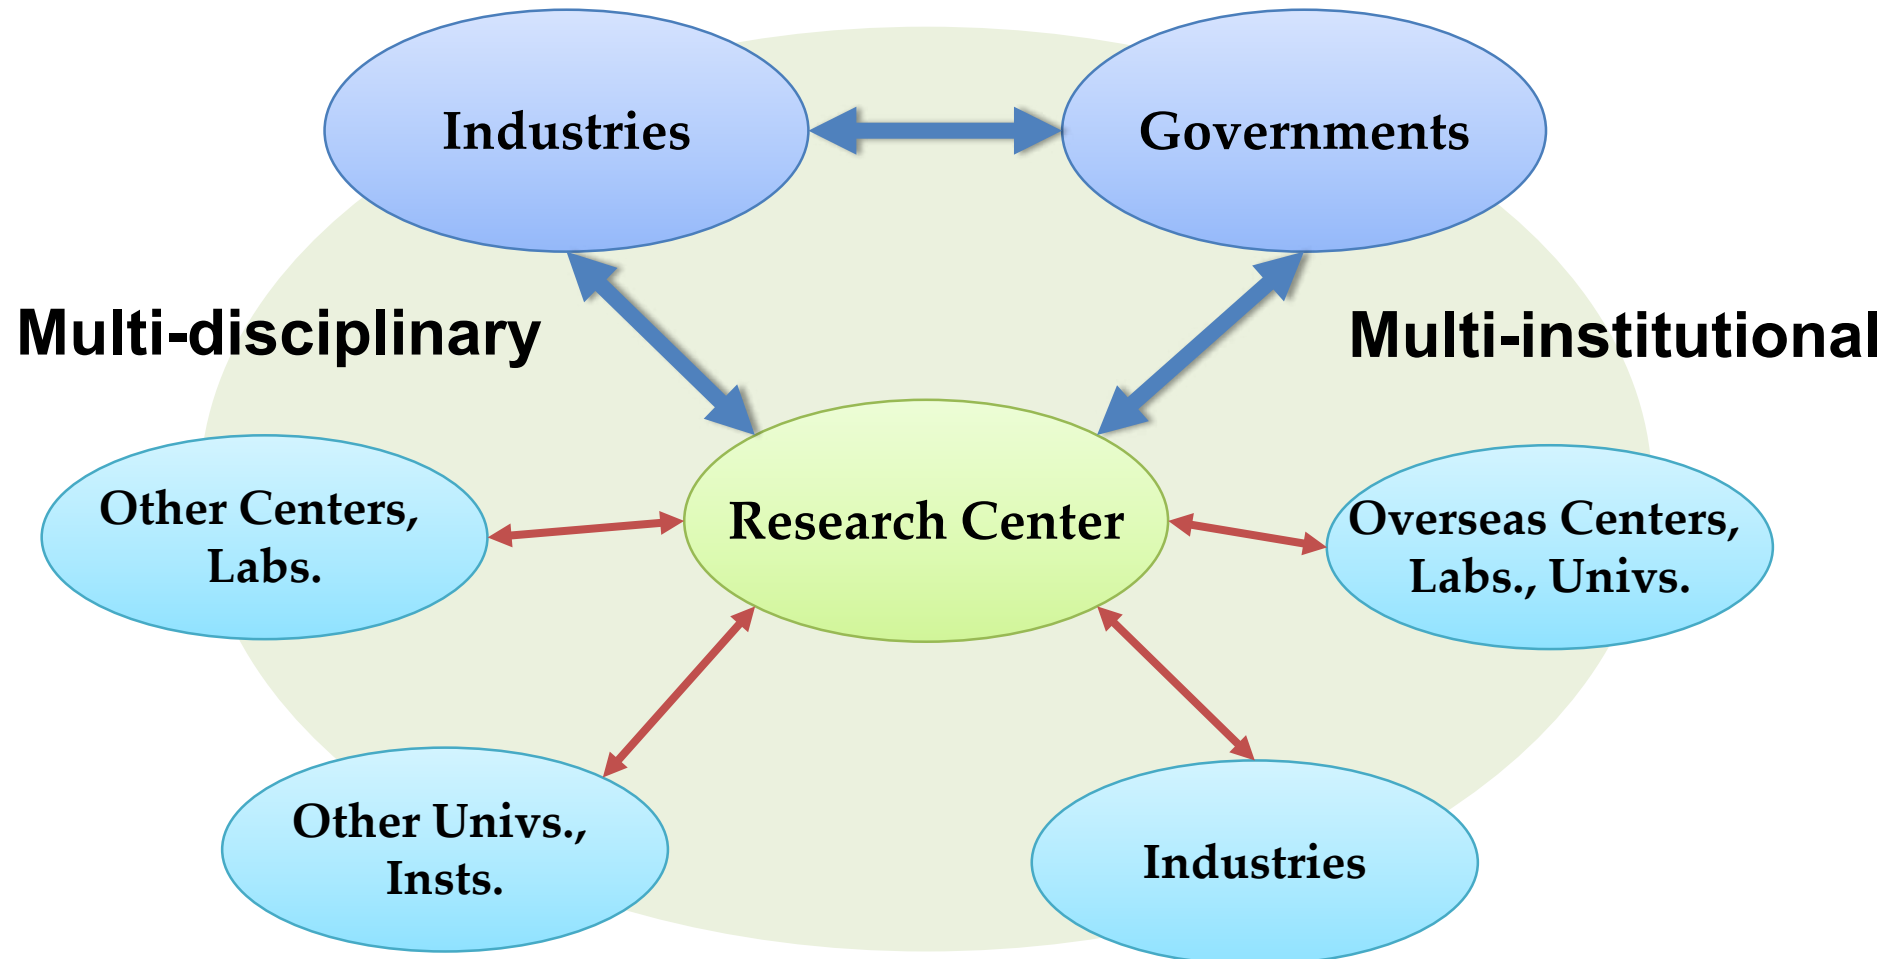 Industries
Governments
Multi-disciplinary
Multi-institutional
Other Centers,
Labs.
Research Center
Overseas Centers,
Labs., Univs.
Other Univs.,
Insts.
Industries